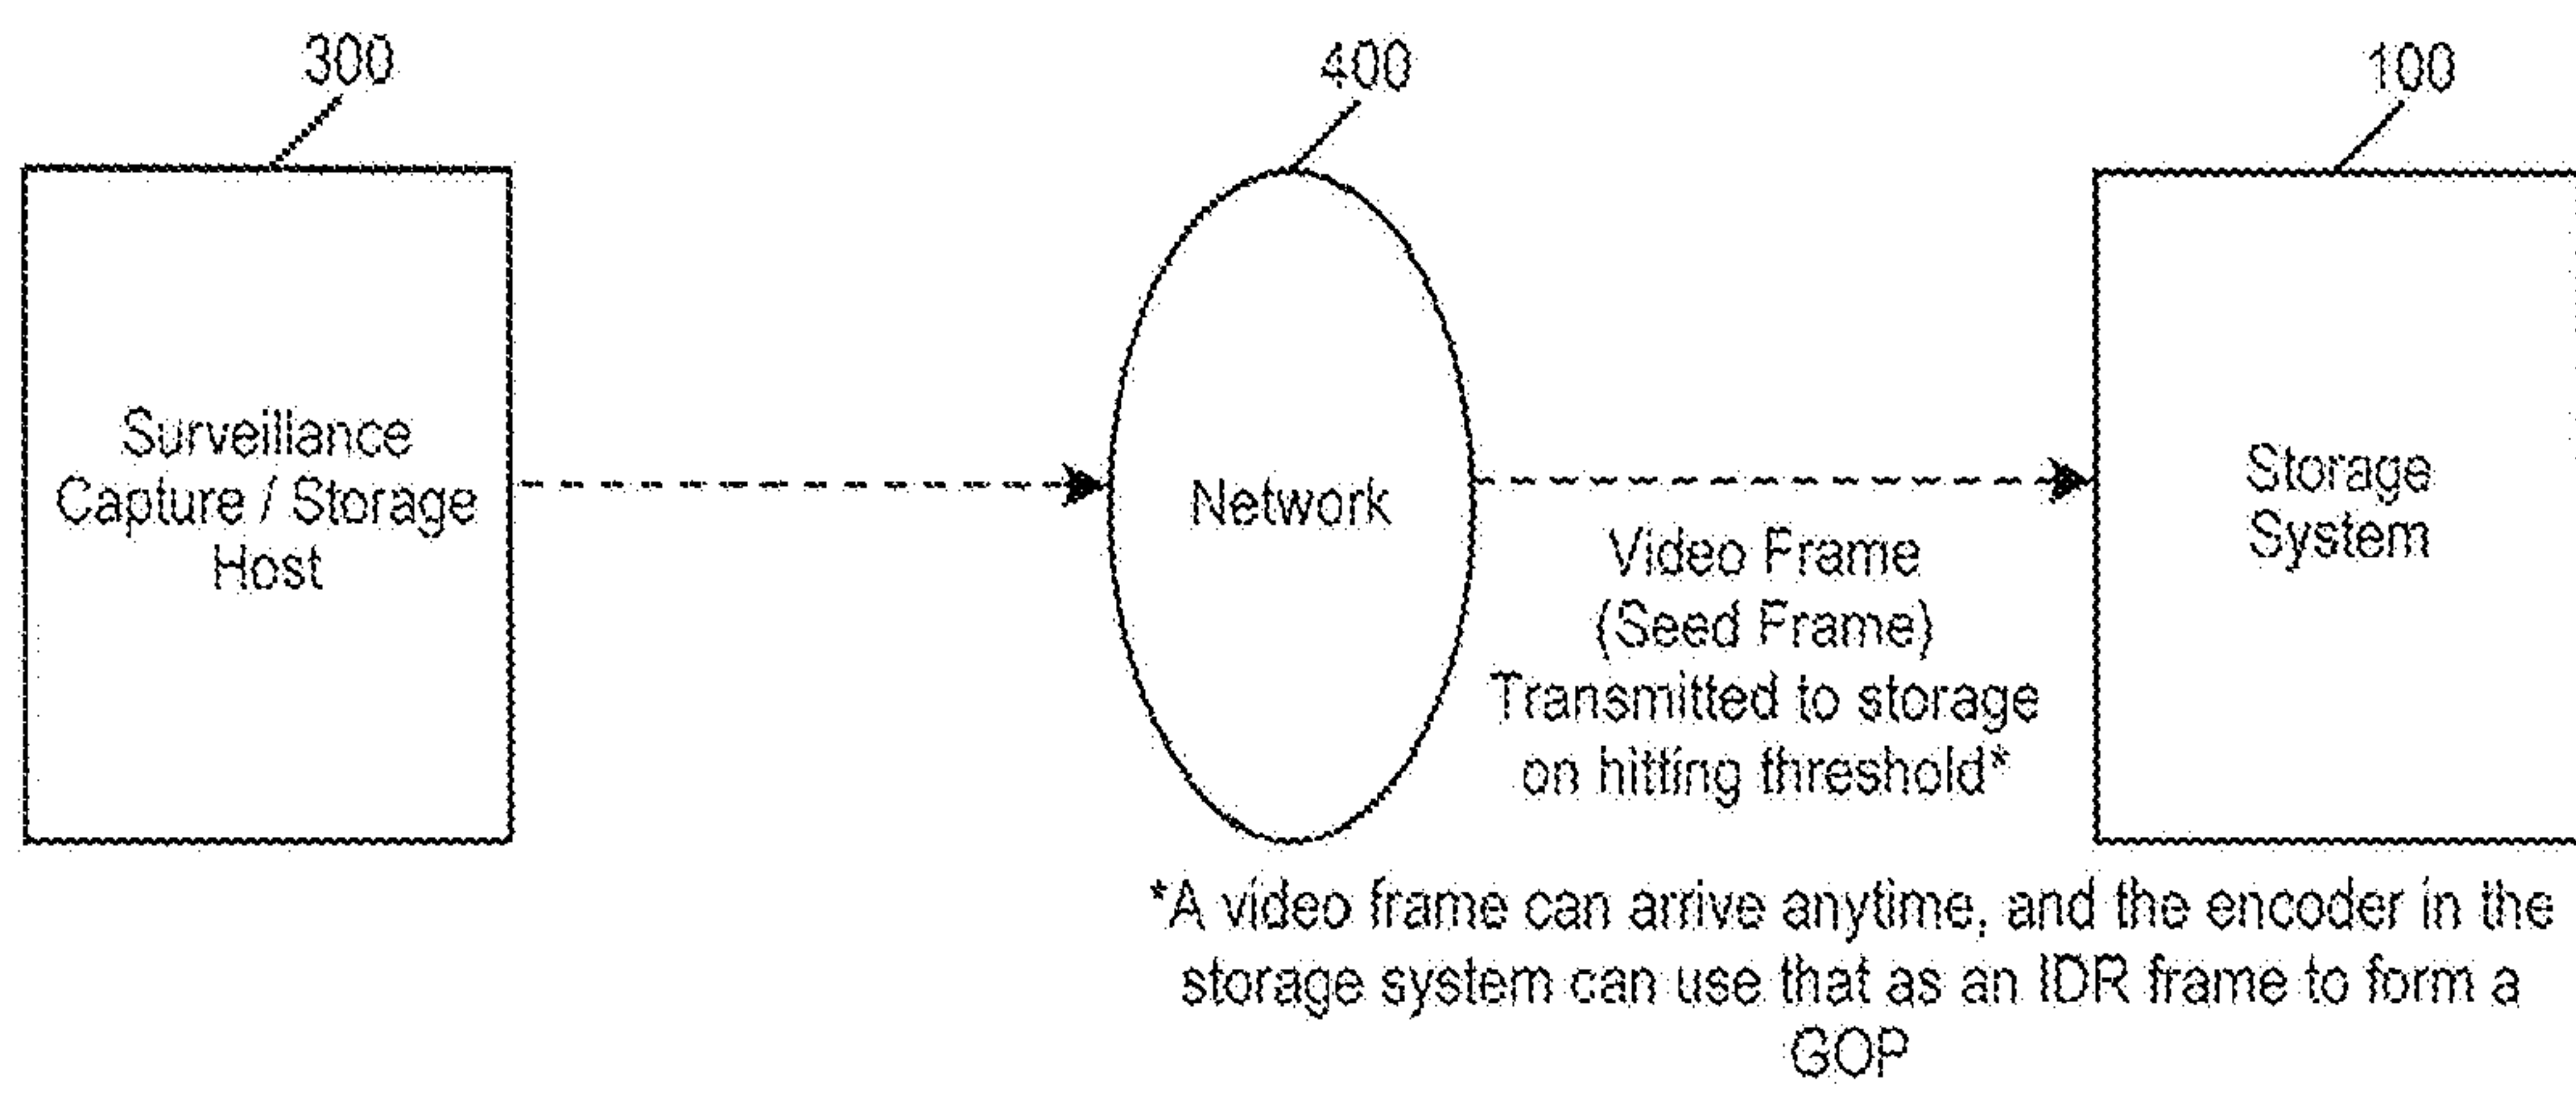 300
400
100
Surveillance
Capture / Storage
Host
Network
Video Frame
(Seed Frame)
Transmitted to storage
on hitting threshold*
Storage
System
*A video frame can arrive anytime, and the encoder in the
storage system can use that as an IDR frame to form a
GOP